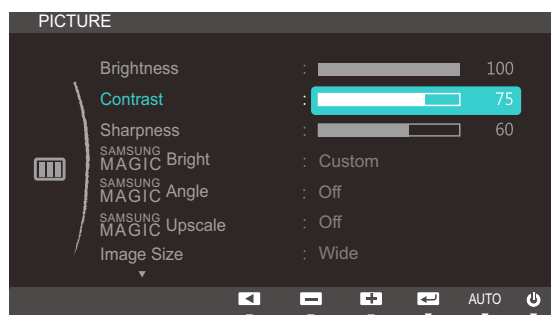 PICTURE
Brightness : 100
Contrast : 75
Sharpness : 60
SAMSUNG MAGIC Bright : Custom
SAMSUNG MAGIC Angle : Off
SAMSUNG MAGIC Upscale : Off
Image Size : Wide
AUTO